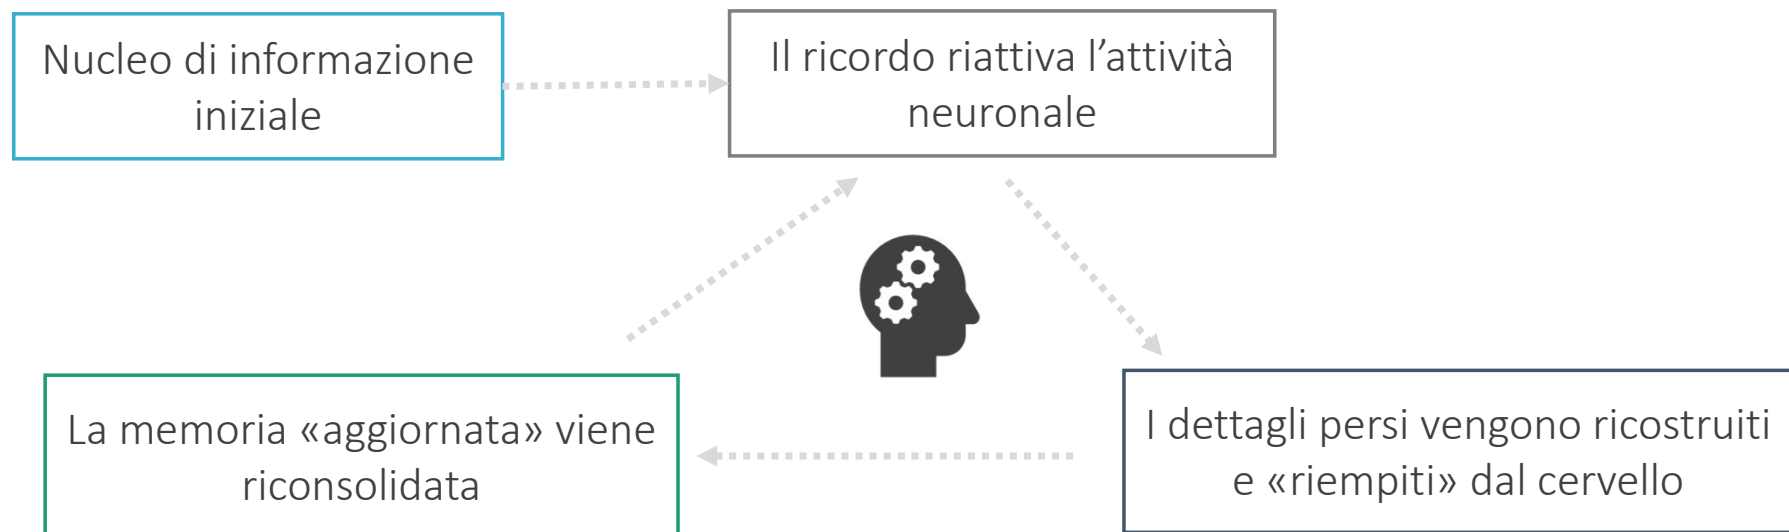 Nucleo di informazione
iniziale
Il ricordo riattiva l’attività
neuronale
La memoria «aggiornata» viene
riconsolidata
I dettagli persi vengono ricostruiti
e «riempiti» dal cervello